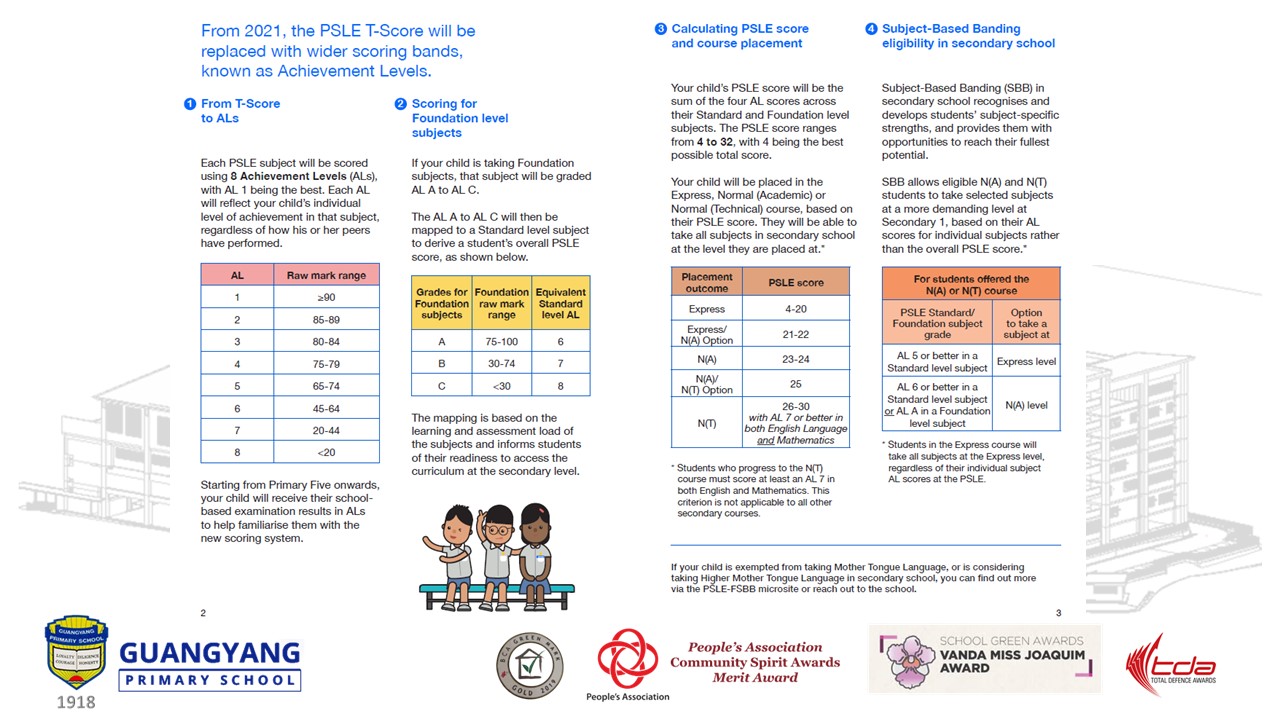 From 2021, the PSLE T-Score will be
replaced with wider scoring bands,
known as Achievement Levels.
1 From T-Score
to ALs
Each PSLE subject will be scored
using 8 Achievement Levels (ALs),
with AL 1 being the best. Each AL
will reflect your child's individual
level of achievement in that subject,
regardless of how his or her peers
have performed.
AL Raw mark range
1 ≥90
2 85-89
3 80-84
4 75-79
5 65-74
6 45-64
7 20-44
8 <20
Starting from Primary Five onwards,
your child will receive their school-
based examination results in ALs
to help familiarise them with the
new scoring system.
2
2 Scoring for
Foundation level
subjects
If your child is taking Foundation
subjects, that subject will be graded
AL A to AL C.
The AL A to AL C will then be
mapped to a Standard level subject
to derive a student's overall PSLE
score, as shown below.
Grades for Foundation subjects Foundation raw mark range Equivalent Standard level AL
A 75-100 6
B 30-74 7
C <30 8
The mapping is based on the
learning and assessment load of
the subjects and informs students
of their readiness to access the
curriculum at the secondary level.
3 Calculating PSLE score
and course placement
Your child's PSLE score will be the
sum of the four AL scores across
their Standard and Foundation level
subjects. The PSLE score ranges
from 4 to 32, with 4 being the best
possible total score.
Your child will be placed in the
Express, Normal (Academic) or
Normal (Technical) course, based on
their PSLE score. They will be able to
take all subjects in secondary school
at the level they are placed at.*
Placement outcome PSLE score
Express 4-20
Express/ N(A) Option 21-22
N(A) 23-24
N(A)/ N(T) Option 25
N(T) 26-30
with AL 7 or better in
both English Language
and Mathematics
* Students who progress to the N(T)
course must score at least an AL 7 in
both English and Mathematics. This
criterion is not applicable to all other
secondary courses.
4 Subject-Based Banding
eligibility in secondary school
Subject-Based Banding (SBB) in
secondary school recognises and
develops students' subject-specific
strengths, and provides them with
opportunities to reach their fullest
potential.
SBB allows eligible N(A) and N(T)
students to take selected subjects
at a more demanding level at
Secondary 1, based on their AL
scores for individual subjects rather
than the overall PSLE score.*
For students offered the
N(A) or N(T) course
PSLE Standard/ Foundation subject grade Option to take a subject at
AL 5 or better in a Standard level subject Express level
AL 6 or better in a Standard level subject or AL A in a Foundation level subject N(A) level
* Students in the Express course will
take all subjects at the Express level,
regardless of their individual subject
AL scores at the PSLE.
If your child is exempted from taking Mother Tongue Language, or is considering
taking Higher Mother Tongue Language in secondary school, you can find out more
via the PSLE-FSBB microsite or reach out to the school.
3
GUANGYANG
PRIMARY SCHOOL
LOYALTY DILIGENCE
COURAGE HONESTY
1918
GUANGYANG
PRIMARY SCHOOL
BCA GREEN MARK
GOLD 2019
People's Association
People's Association
Community Spirit Awards
Merit Award
SCHOOL GREEN AWARDS
VANDA MISS JOAQUIM
AWARD
tda
TOTAL DEFENCE AWARDS